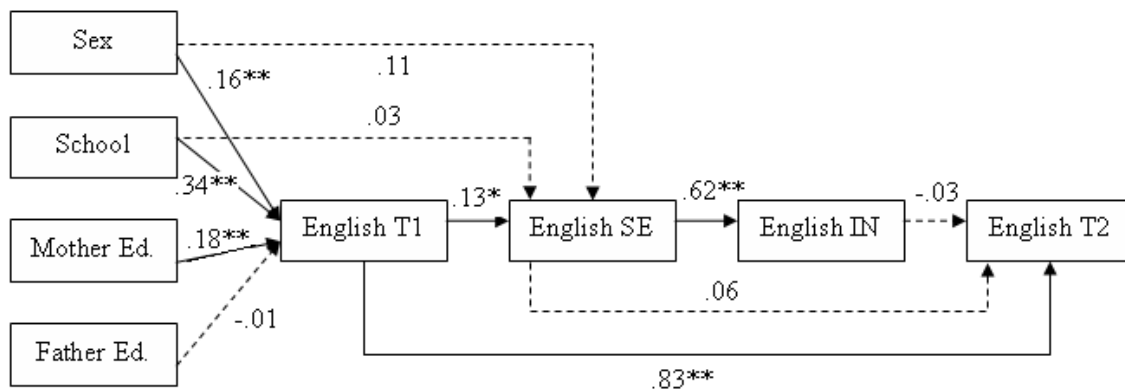 Sex
.16**
.11
School
.03
.34**
English T1
.13*
English SE
.62**
English IN
-.03
English T2
Mother Ed.
.18**
.06
-.01
Father Ed.
.83**